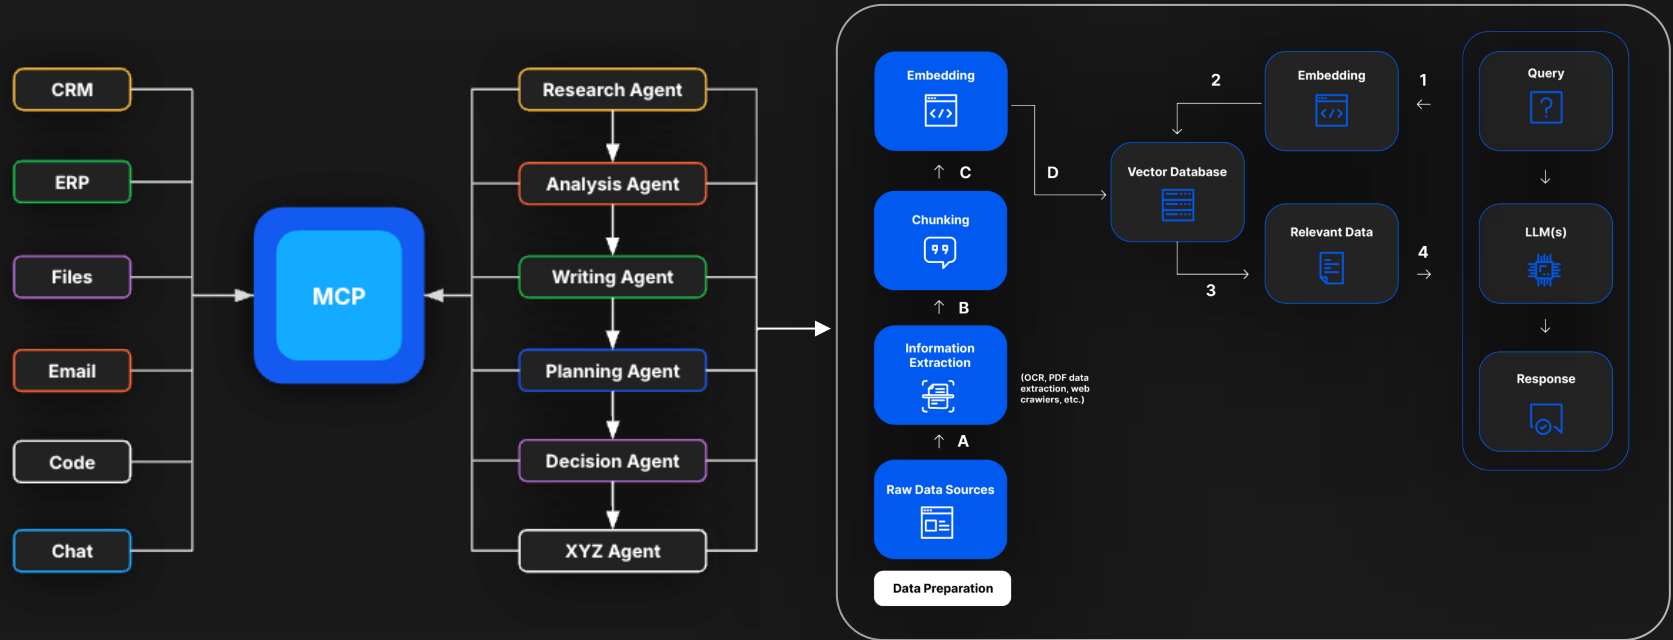 CRM
ERP
Files
Email
Code
Chat
MCP
Research Agent
Analysis Agent
Writing Agent
Planning Agent
Decision Agent
XYZ Agent
Embedding
C
Chunking
B
Information
Extraction
(OCR, PDF data
extraction, web
crawlers, etc.)
A
Raw Data Sources
Data Preparation
D
2
Embedding
1
Vector Database
3
Relevant Data
4
Query
LLM(s)
Response